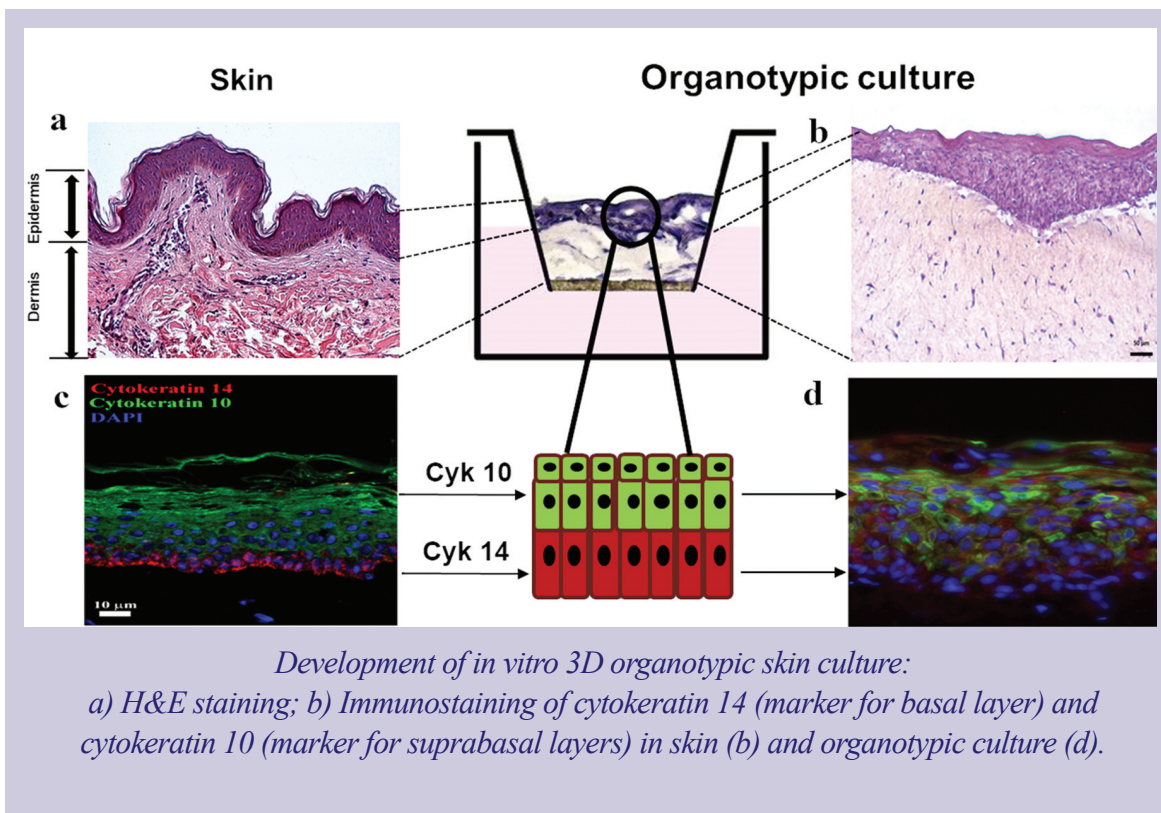 Skin
Organotypic culture
a
b
Epidermis
Dermis
50 µm
c
Cytokeratin 14
Cytokeratin 10
DAPI
d
Cyk 10
Cyk 14
10 µm
Development of in vitro 3D organotypic skin culture:
a) H&E staining; b) Immunostaining of cytokeratin 14 (marker for basal layer) and
cytokeratin 10 (marker for suprabasal layers) in skin (b) and organotypic culture (d).